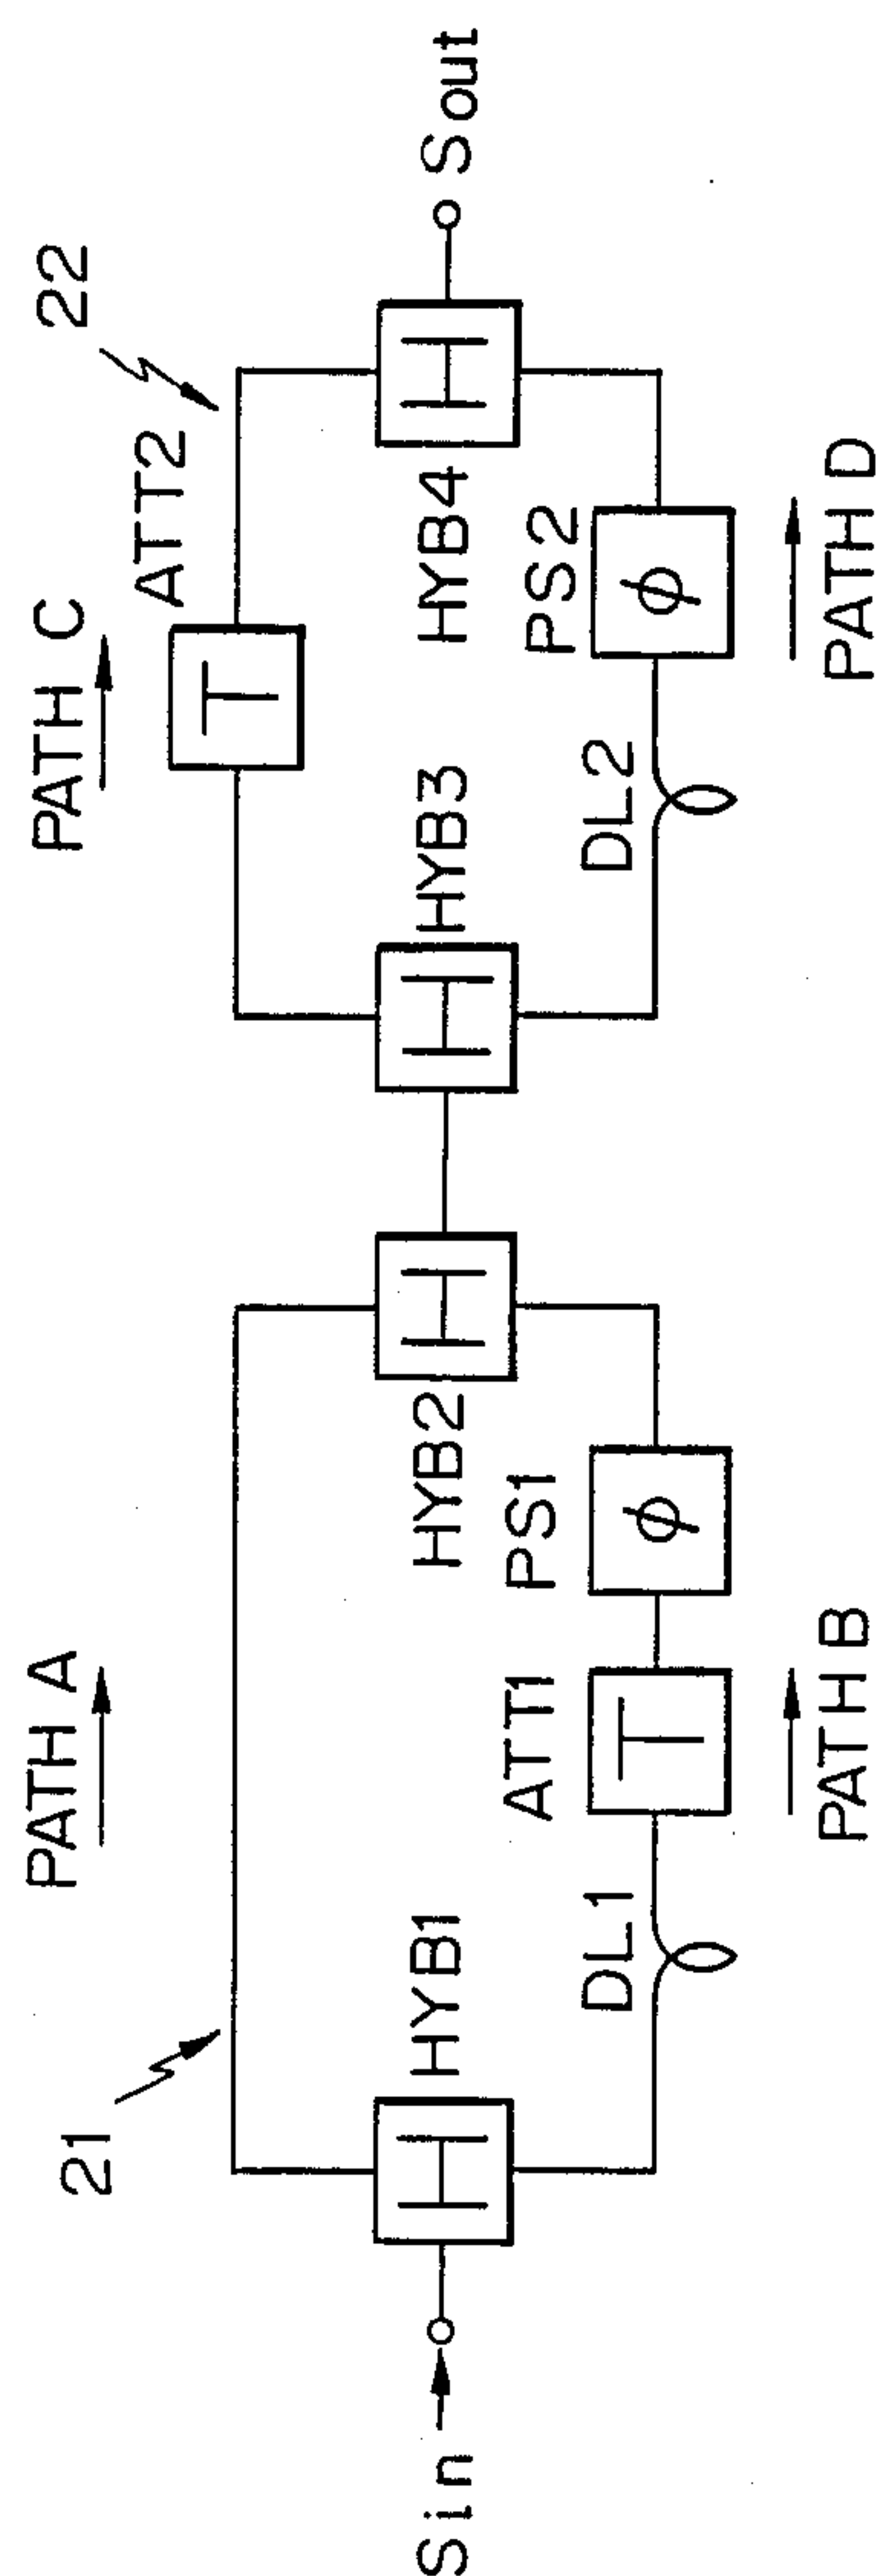 PATH A
PATH C
21
22
ATT2
Sin
HYB1
HYB2
HYB3
HYB4
Sout
H
H
H
H
T
DL1
ATT1
PS1
DL2
PS2
T
ϕ
ϕ
PATH B
PATH D